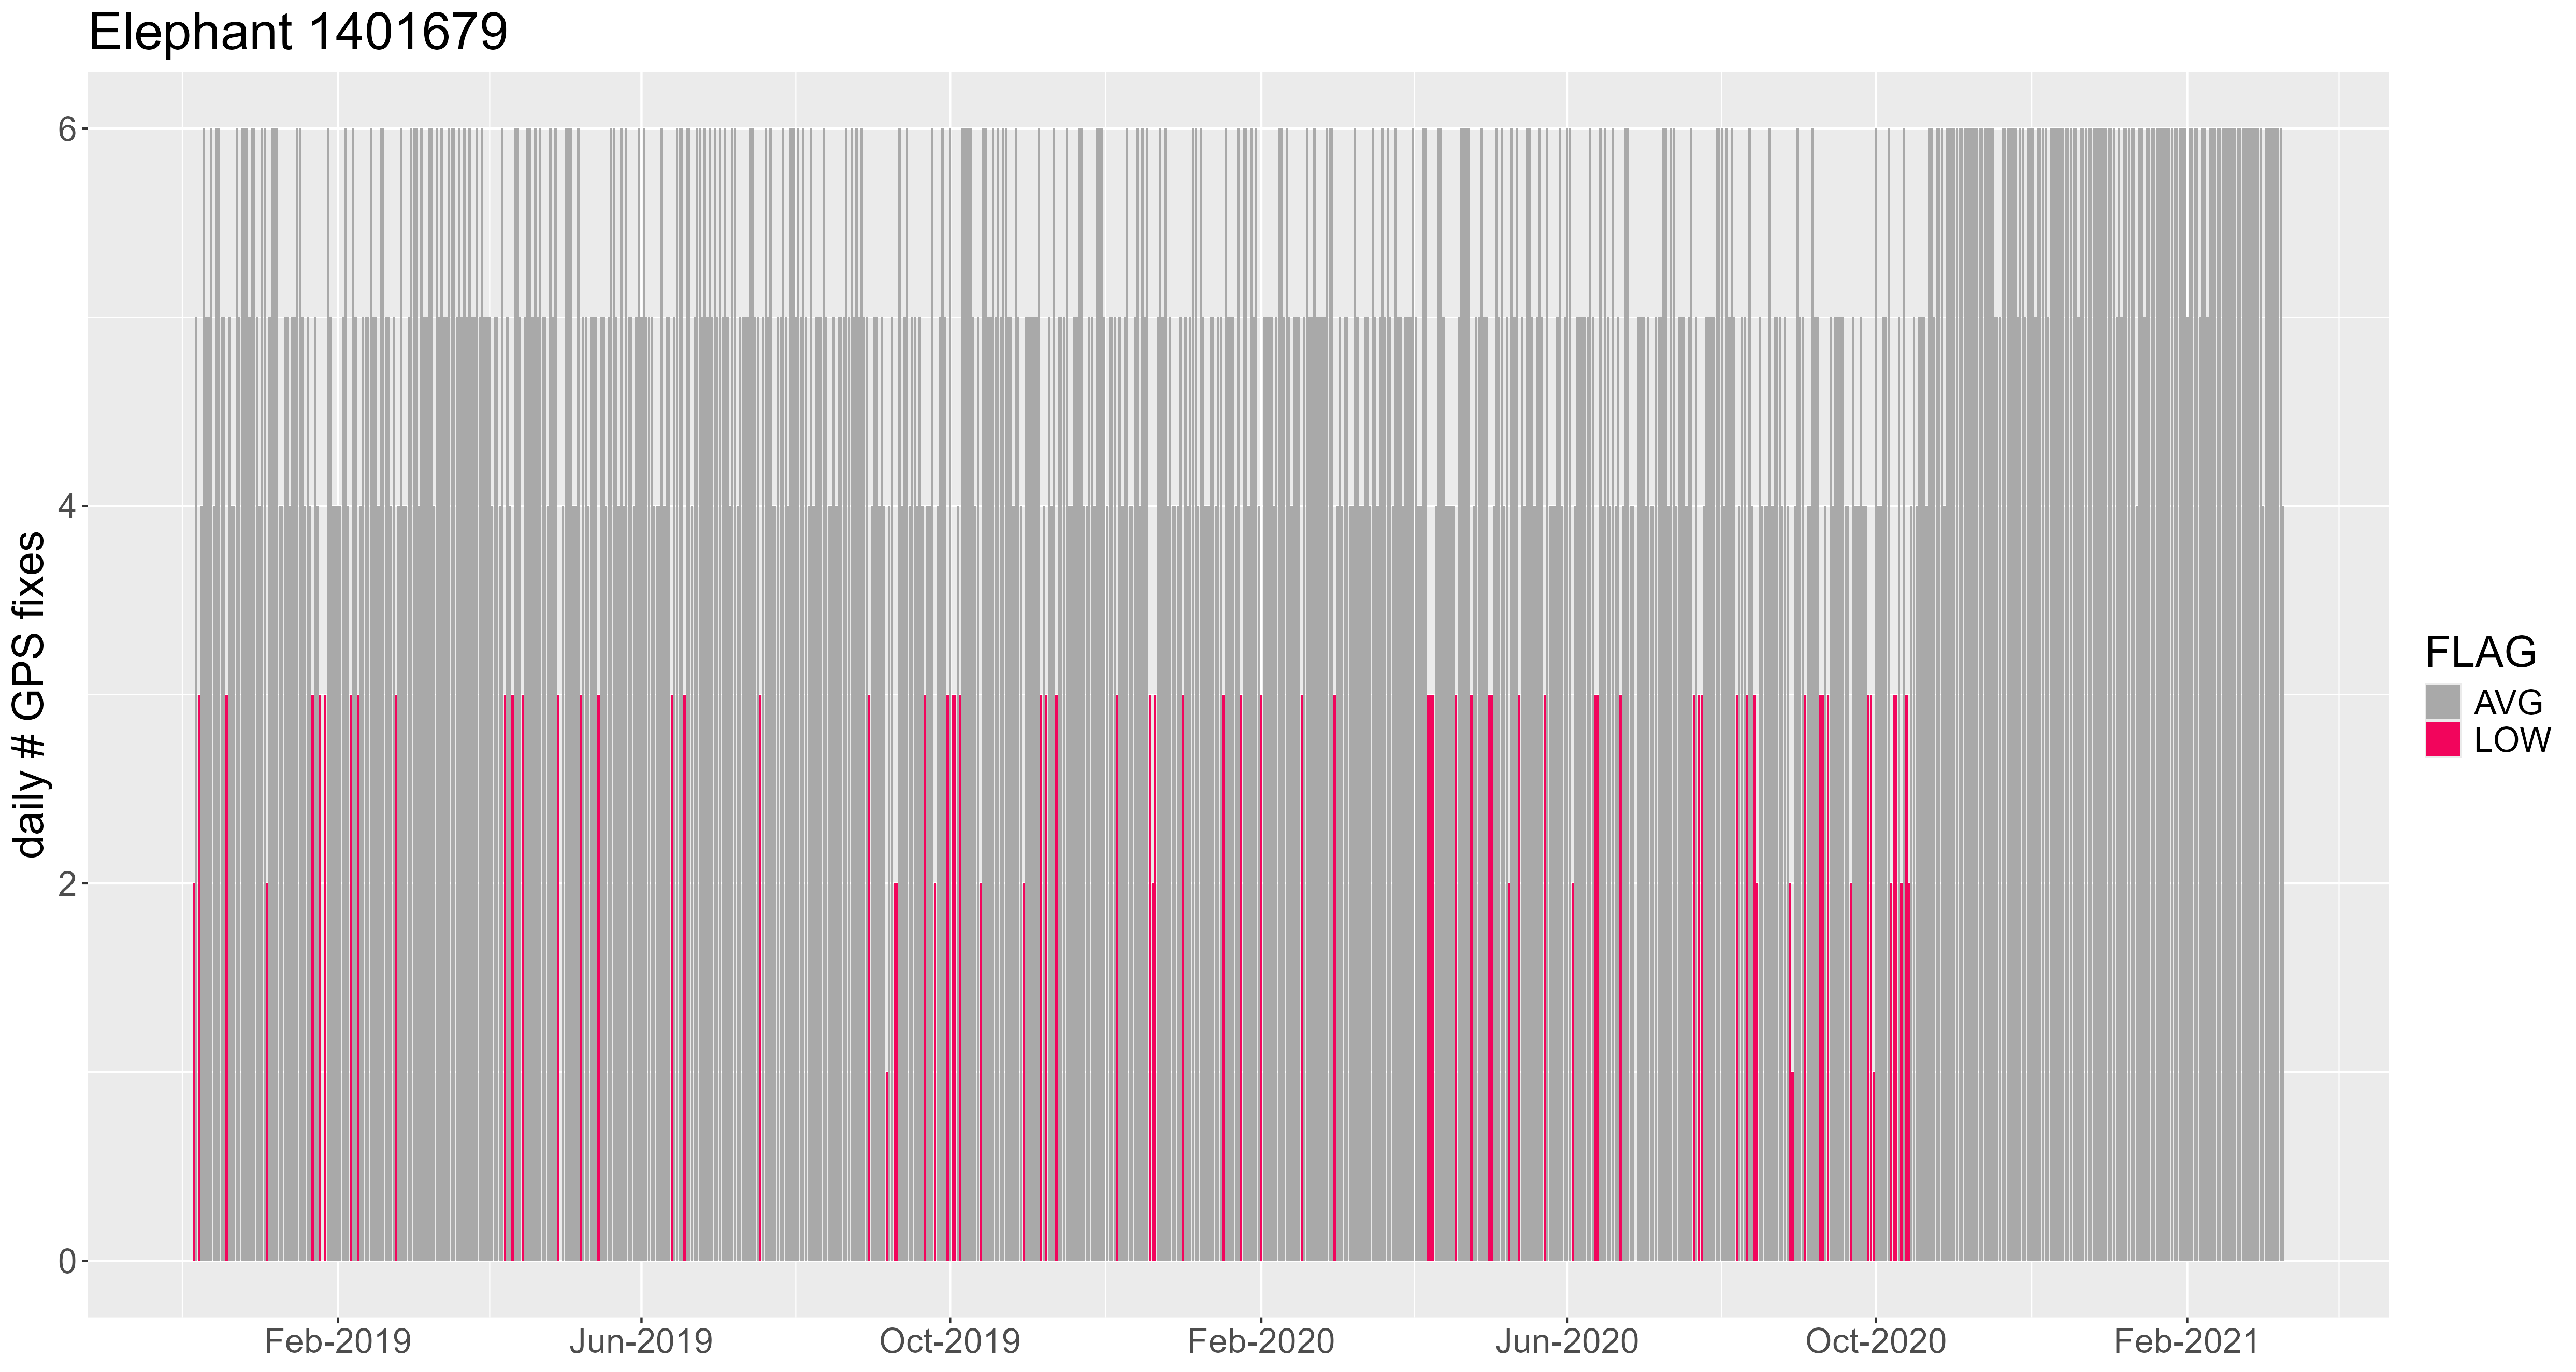 Elephant 1401679
daily # GPS fixes
6
4
2
0
Feb-2019
Jun-2019
Oct-2019
Feb-2020
Jun-2020
Oct-2020
Feb-2021
FLAG
AVG
LOW